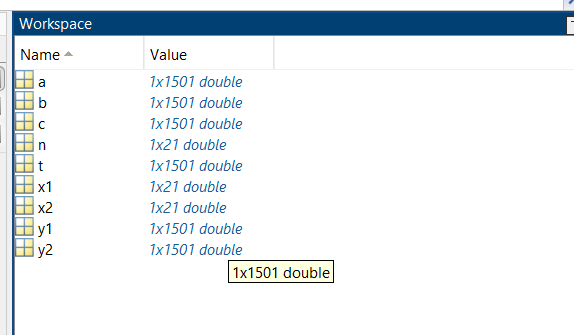 Workspace
Name Value
a 1x1501 double
b 1x1501 double
c 1x1501 double
n 1x21 double
t 1x1501 double
x1 1x21 double
x2 1x21 double
y1 1x1501 double
y2 1x1501 double
1x1501 double